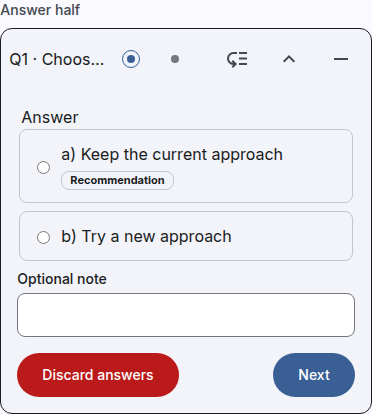 Answer half
Q1 · Choos...
Answer
a) Keep the current approach
Recommendation
b) Try a new approach
Optional note
Discard answers
Next